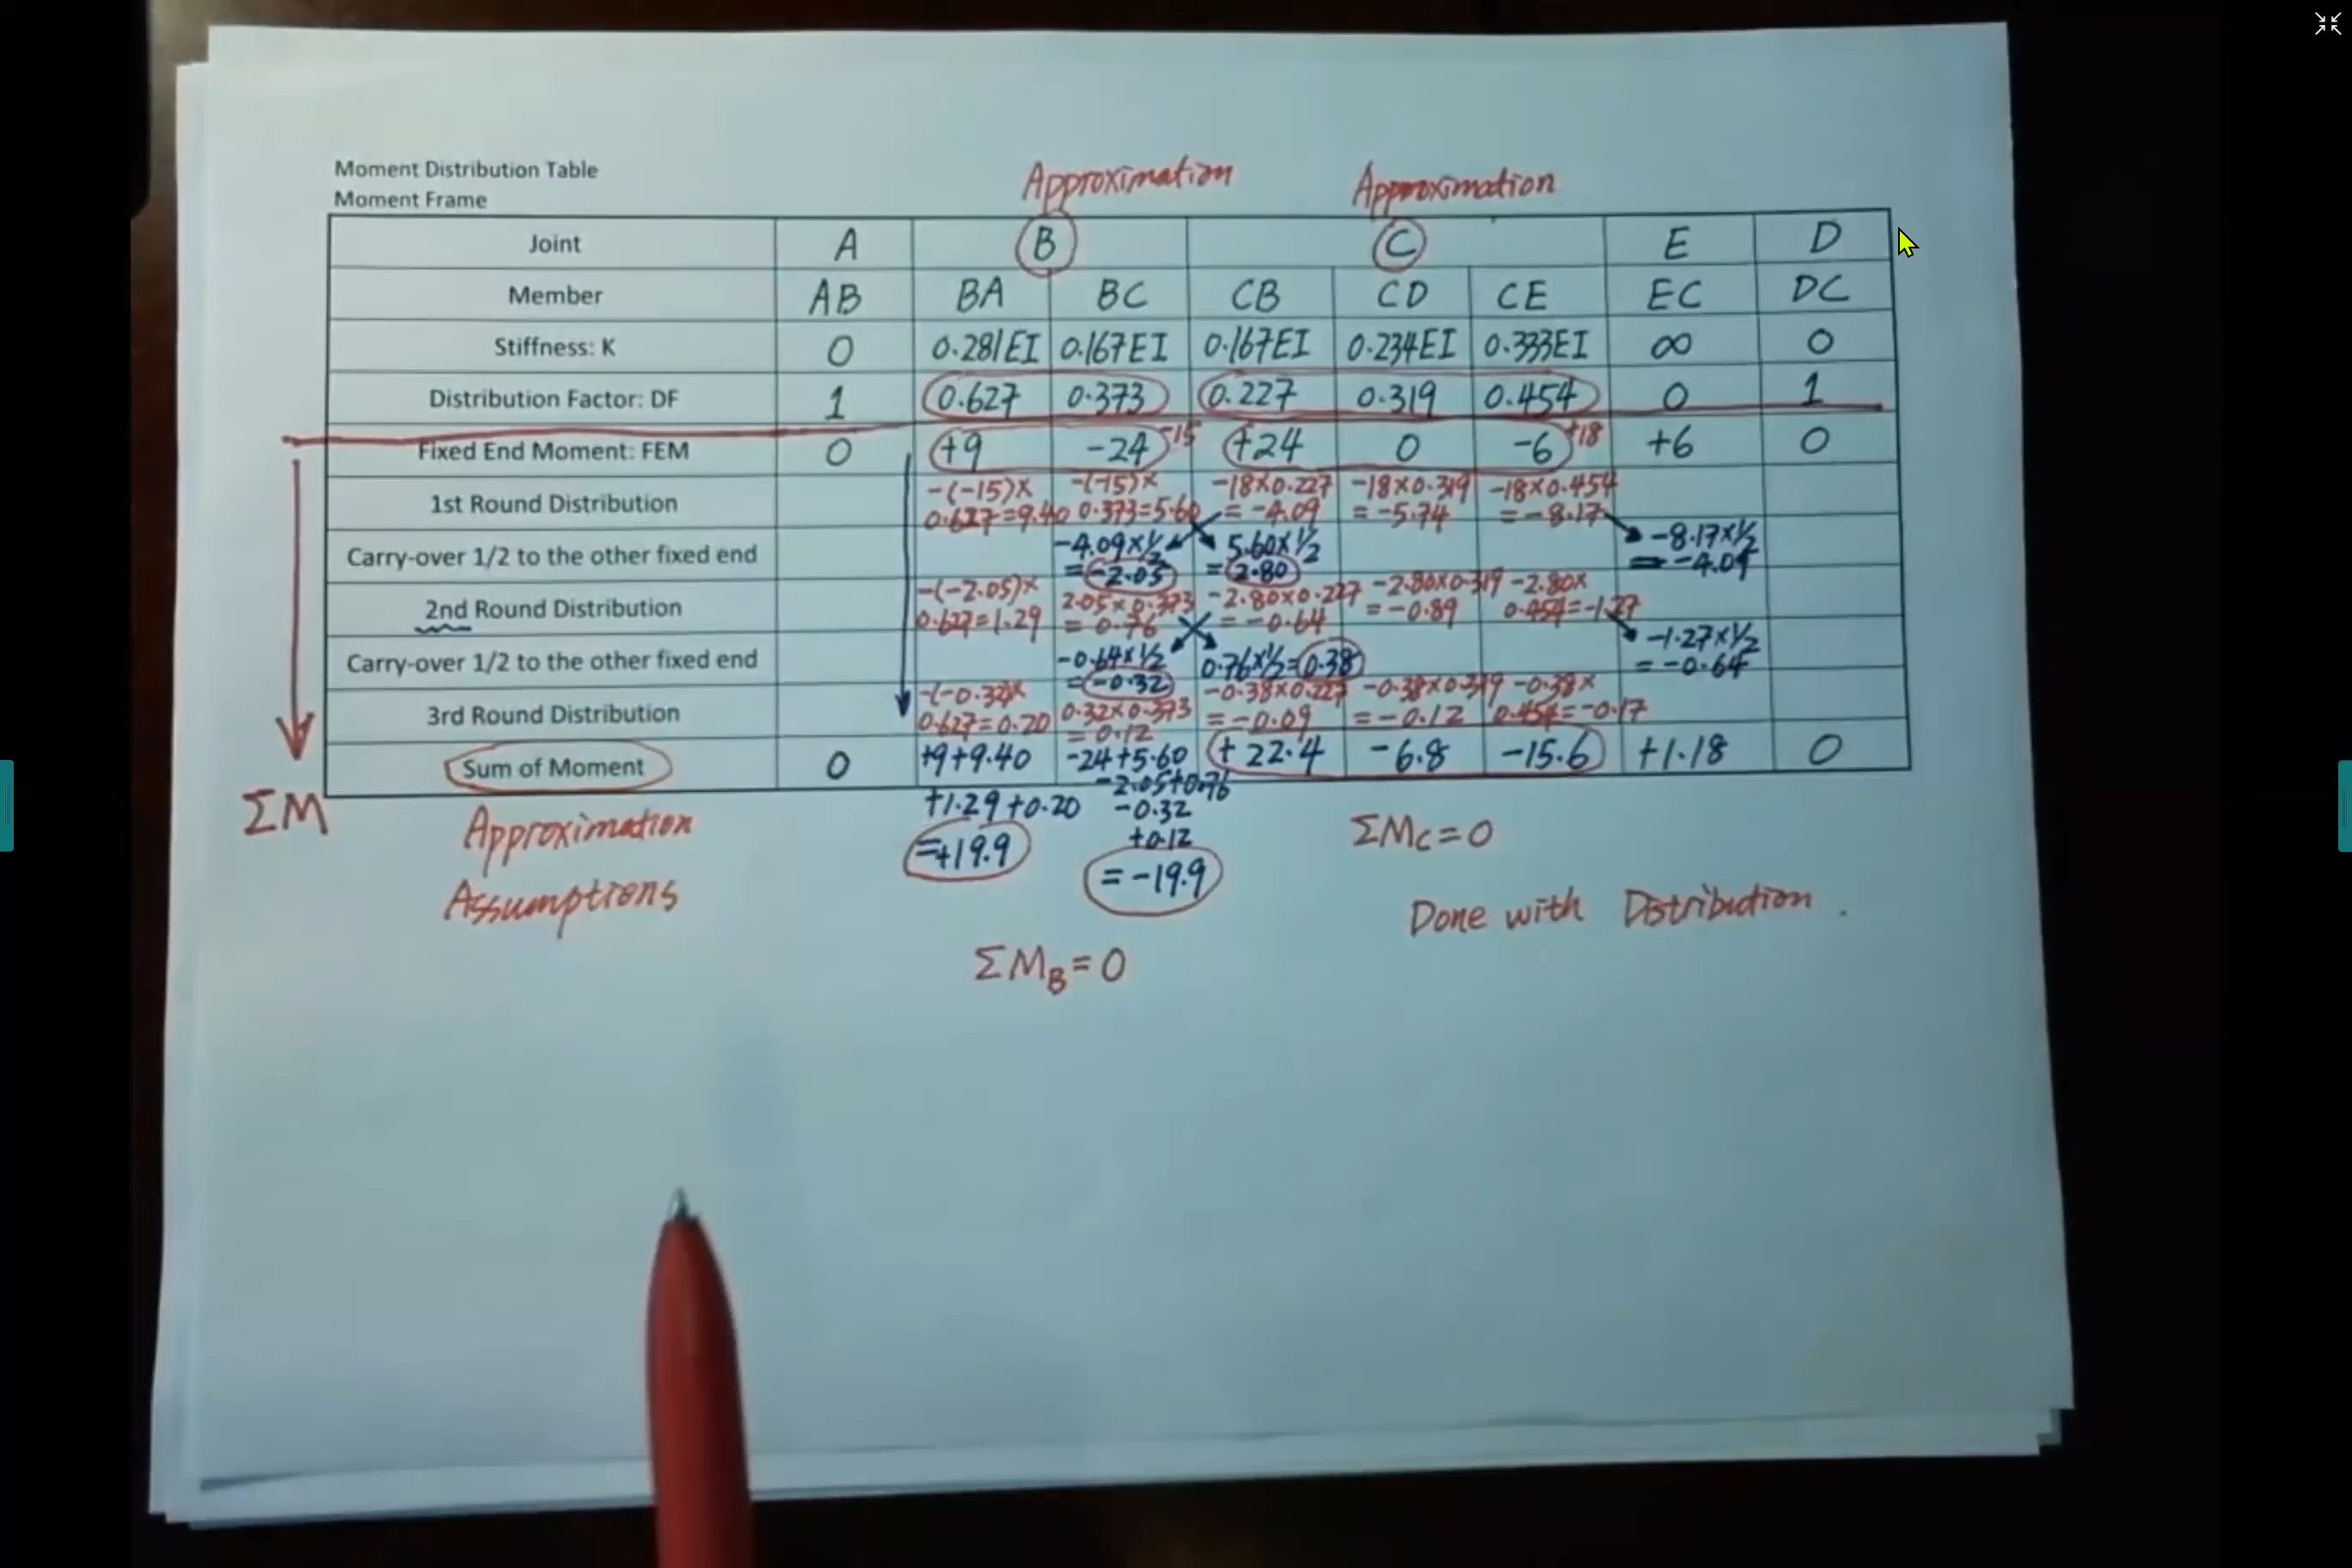 Moment Distribution Table
Moment Frame
Approximation Approximation
Joint A B C E D
Member AB BA BC CB CD CE EC DC
Stiffness: K 0 0.281EI 0.167EI 0.167EI 0.234EI 0.333EI ∞ 0
Distribution Factor: DF 1 0.627 0.373 0.227 0.319 0.454 0 1
Fixed End Moment: FEM 0 +9 -24 -15 +24 0 -6 +18 +6 0
1st Round Distribution
-(-15)× -(-15)× -18×0.227 -18×0.319 -18×0.454
0.627=9.40 0.373=5.60 = -4.09 = -5.74 = -8.17
Carry-over 1/2 to the other fixed end
-4.09×1/2 5.60×1/2 -8.17×1/2
= -2.05 = 2.80 = -4.09
2nd Round Distribution
-(-2.05)× 2.05×0.373 -2.80×0.227 -2.80×0.319 -2.80×
0.627=1.29 = 0.76 = -0.64 = -0.89 0.454=-1.27
Carry-over 1/2 to the other fixed end
-0.64×1/2 0.76×1/2=0.38 -1.27×1/2
= -0.32 = -0.64
3rd Round Distribution
-(-0.32)× 0.32×0.373 -0.38×0.227 -0.38×0.319 -0.38×
0.627=0.20 = 0.12 = -0.09 = -0.12 0.454=-0.17
Sum of Moment 0 +9+9.40 -24+5.60 +22.4 -6.8 -15.6 +1.18 0
+1.29+0.20 -2.05+0.76
=+19.9 -0.32
+0.12
= -19.9
ΣM
Approximation
Assumptions
ΣMB=0
ΣMC=0
Done with Distribution.